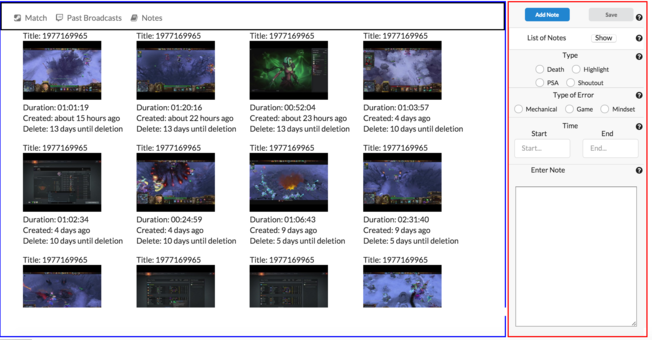 Match Past Broadcasts Notes
Title: 1977169965 Title: 1977169965 Title: 1977169965 Title: 1977169965
Duration: 01:01:19 Duration: 01:20:16 Duration: 00:52:04 Duration: 01:03:57
Created: about 15 hours ago Created: about 22 hours ago Created: about 23 hours ago Created: 4 days ago
Delete: 13 days until deletion Delete: 13 days until deletion Delete: 13 days until deletion Delete: 10 days until deletion
Title: 1977169965 Title: 1977169965 Title: 1977169965 Title: 1977169965
Duration: 01:02:34 Duration: 00:24:59 Duration: 01:06:43 Duration: 02:31:40
Created: 4 days ago Created: 4 days ago Created: 9 days ago Created: 9 days ago
Delete: 10 days until deletion Delete: 10 days until deletion Delete: 5 days until deletion Delete: 5 days until deletion
Title: 1977169965 Title: 1977169965 Title: 1977169965 Title: 1977169965
Add Note Save ?
List of Notes Show ?
Type ?
Death Highlight
PSA Shoutout
Type of Error ?
Mechanical Game Mindset
Time ?
Start End
Start... End...
Enter Note ?